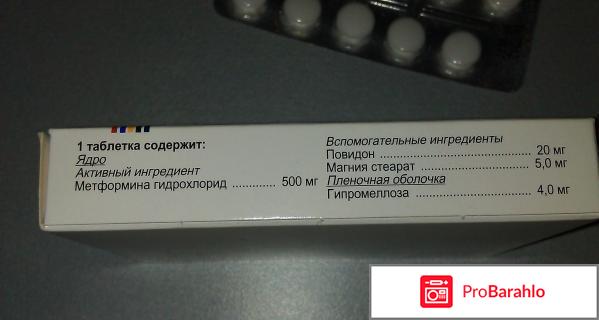 1 таблетка содержит:
Ядро
Активный ингредиент
Метформина гидрохлорид ............. 500 мг
Вспомогательные ингредиенты
Повидон ............................................... 20 мг
Магния стеарат ................................. 5,0 мг
Пленочная оболочка
Гипромеллоза ................................... 4,0 мг
ProBarahlo